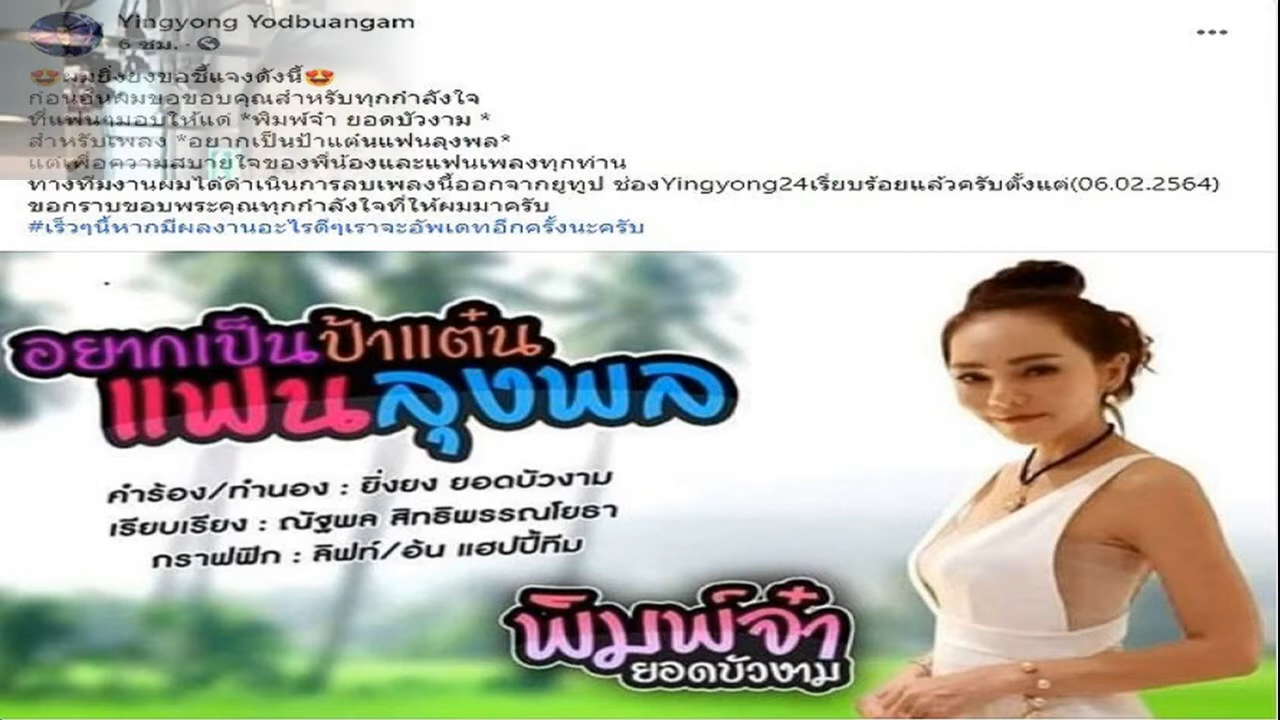 Yingyong Yodbuangam
6 ชม.
ผมยิ่งยงขอชี้แจงดังนี้
ก่อนอื่นผมขอขอบคุณสำหรับทุกกำลังใจ
ที่แฟนๆมอบให้แด่ *พิมพ์จ๋า ยอดบัวงาม *
สำหรับเพลง *อยากเป็นป้าแต๋นแฟนลุงพล*
แต่เพื่อความสบายใจของพี่น้องและแฟนเพลงทุกท่าน
ทางทีมงานผมได้ดำเนินการลบเพลงนี้ออกจากยูทูป ช่องYingyong24เรียบร้อยแล้วครับตั้งแต่(06.02.2564)
ขอกราบขอบพระคุณทุกกำลังใจที่ให้ผมมาครับ
#เร็วๆนี้หากมีผลงานอะไรดีๆเราจะอัพเดทอีกครั้งนะครับ
อยากเป็นป้าแต๋น
แฟนลุงพล
คำร้อง/ทำนอง : ยิ่งยง ยอดบัวงาม
เรียบเรียง : ณัฐพล สิทธิพรรณโยธา
กราฟฟิก : ลิฟท์/อ้น แฮปปี้ทีม
พิมพ์จ๋า
ยอดบัวงาม